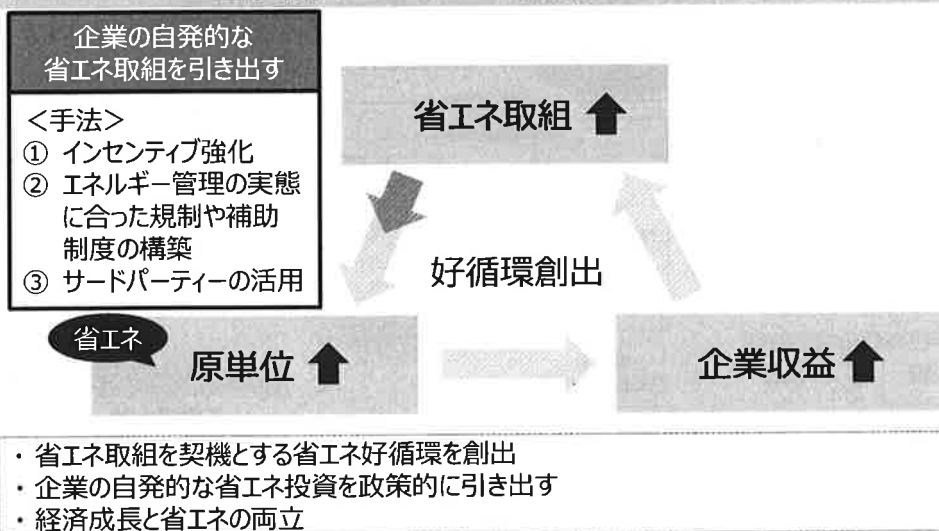 企業の自発的な
省エネ取組を引き出す
＜手法＞
① インセンティブ強化
② エネルギー管理の実態
に合った規制や補助
制度の構築
③ サードパーティーの活用
省エネ取組
好循環創出
省エネ
原単位
企業収益
・ 省エネ取組を契機とする省エネ好循環を創出
・ 企業の自発的な省エネ投資を政策的に引き出す
・ 経済成長と省エネの両立